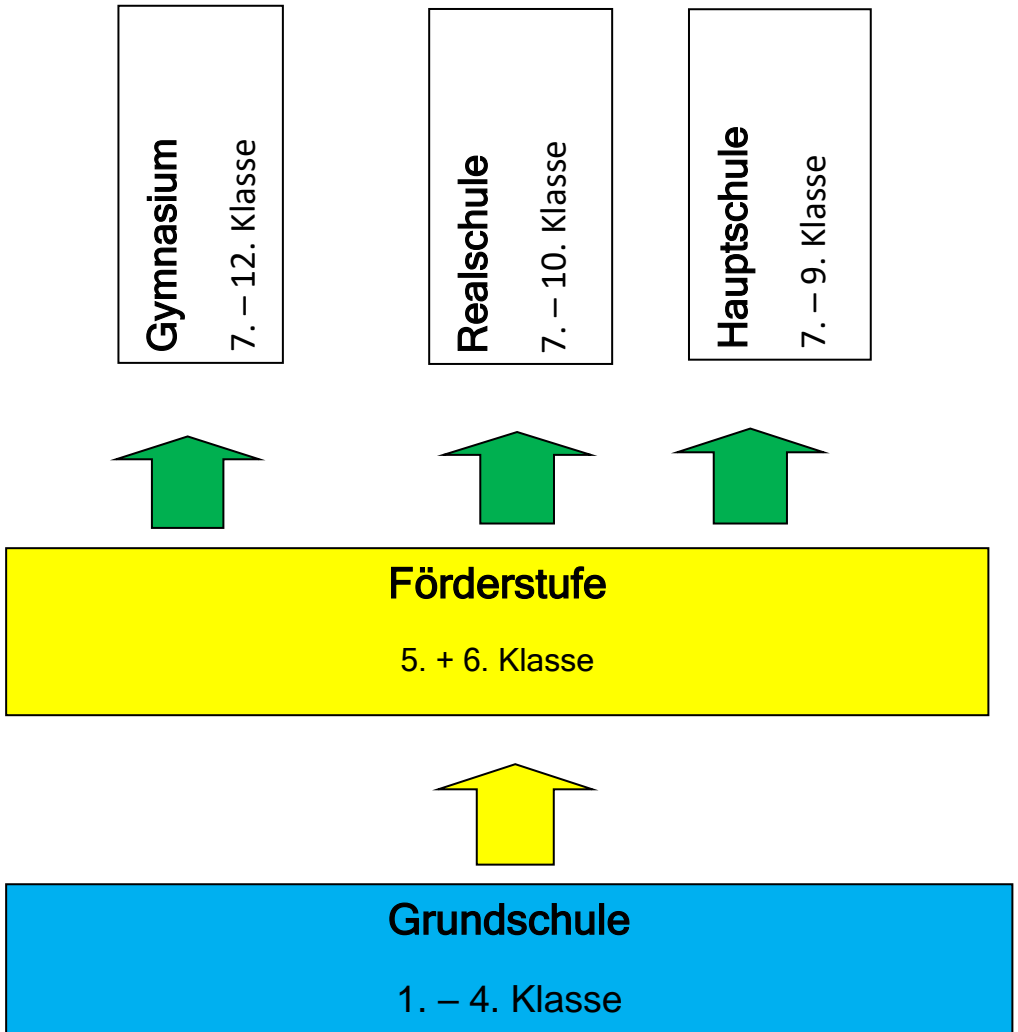 Gymnasium
7. – 12. Klasse
Realschule
7. – 10. Klasse
Hauptschule
7. – 9. Klasse
Förderstufe
5. + 6. Klasse
Grundschule
1. – 4. Klasse